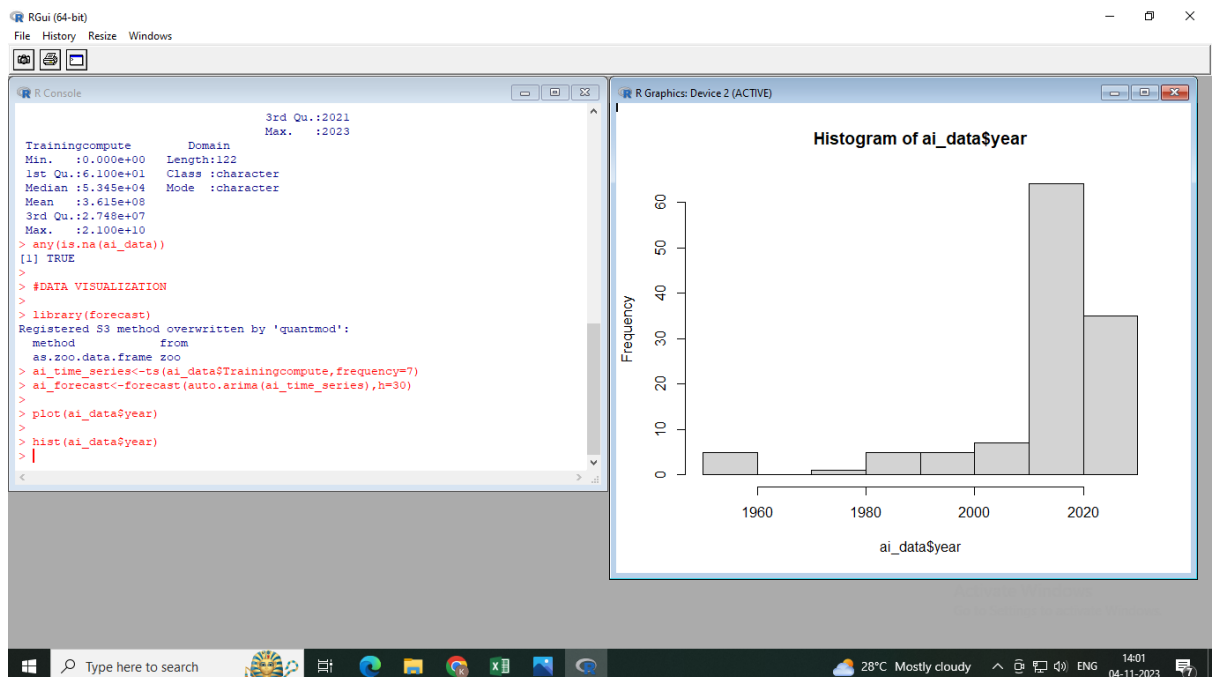 RGui (64-bit)
File History Resize Windows
R Console
3rd Qu.:2021
Max. :2023
Trainingcompute Domain
Min. :0.000e+00 Length:122
1st Qu.:6.100e+01 Class :character
Median :5.345e+04 Mode :character
Mean :3.615e+08
3rd Qu.:2.748e+07
Max. :2.100e+10
> any(is.na(ai_data))
[1] TRUE
>
> #DATA VISUALIZATION
>
> library(forecast)
Registered S3 method overwritten by 'quantmod':
method from
as.zoo.data.frame zoo
> ai_time_series<-ts(ai_data$Trainingcompute,frequency=7)
> ai_forecast<-forecast(auto.arima(ai_time_series),h=30)
>
> plot(ai_data$year)
>
> hist(ai_data$year)
>
R Graphics: Device 2 (ACTIVE)
Histogram of ai_data$year
Frequency
60
50
40
30
20
10
0
1960 1980 2000 2020
ai_data$year
Type here to search
28°C Mostly cloudy
ENG
14:01
04-11-2023
7